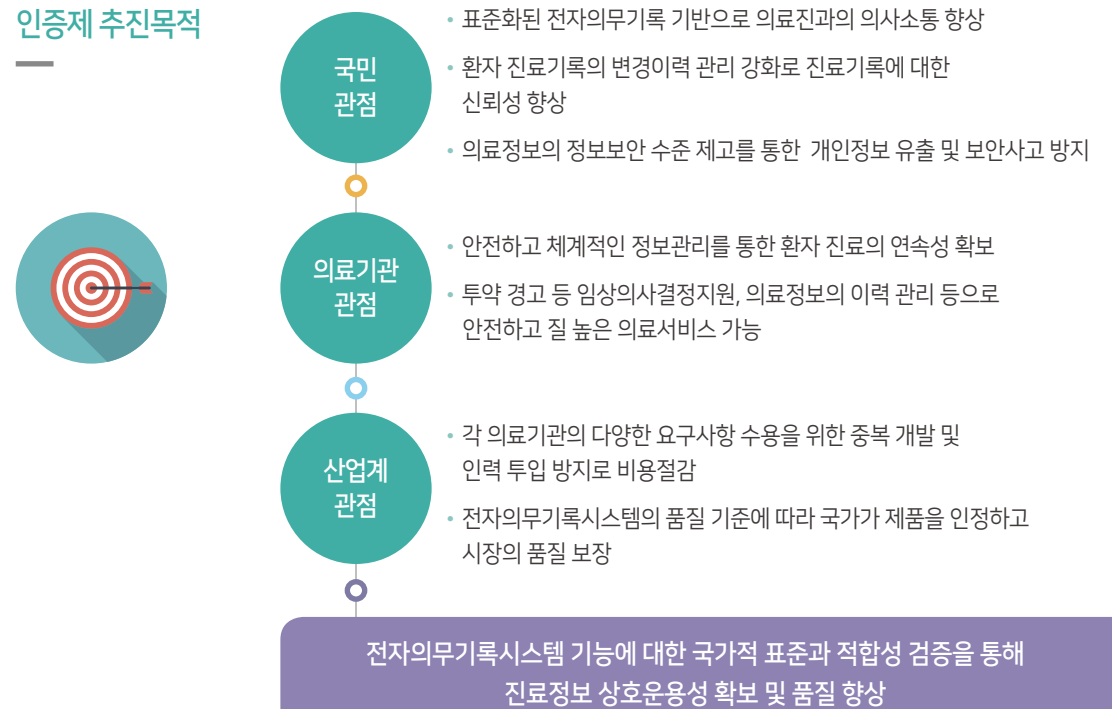 인증제 추진목적
국민
관점
• 표준화된 전자의무기록 기반으로 의료진과의 의사소통 향상
• 환자 진료기록의 변경이력 관리 강화로 진료기록에 대한
신뢰성 향상
• 의료정보의 정보보안 수준 제고를 통한 개인정보 유출 및 보안사고 방지
의료기관
관점
• 안전하고 체계적인 정보관리를 통한 환자 진료의 연속성 확보
• 투약 경고 등 임상의사결정지원, 의료정보의 이력 관리 등으로
안전하고 질 높은 의료서비스 가능
산업계
관점
• 각 의료기관의 다양한 요구사항 수용을 위한 중복 개발 및
인력 투입 방지로 비용절감
• 전자의무기록시스템의 품질 기준에 따라 국가가 제품을 인정하고
시장의 품질 보장
전자의무기록시스템 기능에 대한 국가적 표준과 적합성 검증을 통해
진료정보 상호운용성 확보 및 품질 향상